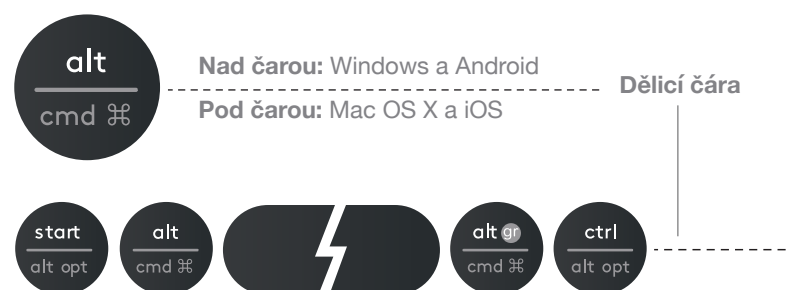 alt
cmd ⌘
Nad čarou: Windows a Android
Pod čarou: Mac OS X a iOS
Dělicí čára
start
alt opt
alt
cmd ⌘
alt gr
cmd ⌘
ctrl
alt opt